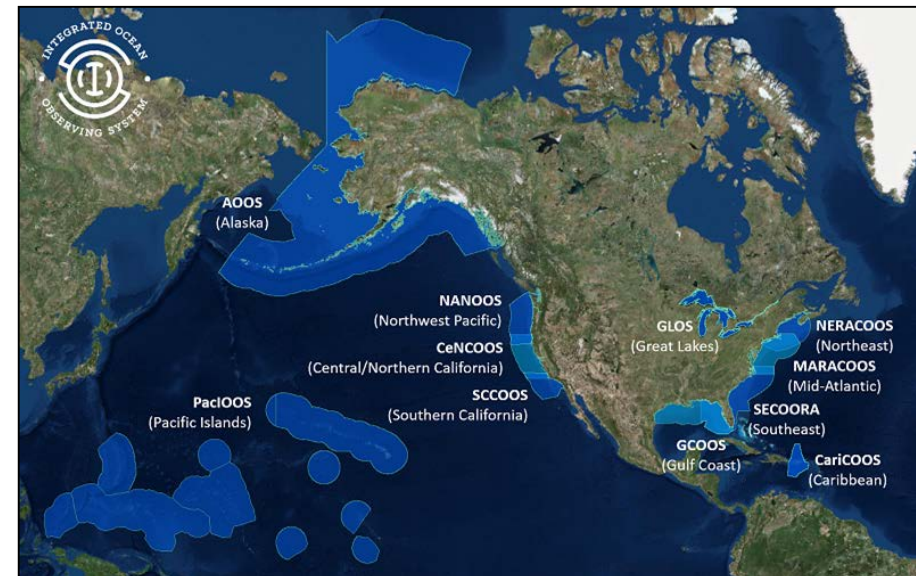 INTEGRATED OCEAN
OBSERVING SYSTEM
AOOS
(Alaska)
NANOOS
(Northwest Pacific)
CeNCOOS
(Central/Northern California)
SCCOOS
(Southern California)
PacIOOS
(Pacific Islands)
GLOS
(Great Lakes)
NERACOOS
(Northeast)
MARACOOS
(Mid-Atlantic)
SECOORA
(Southeast)
GCOOS
(Gulf Coast)
CariCOOS
(Caribbean)